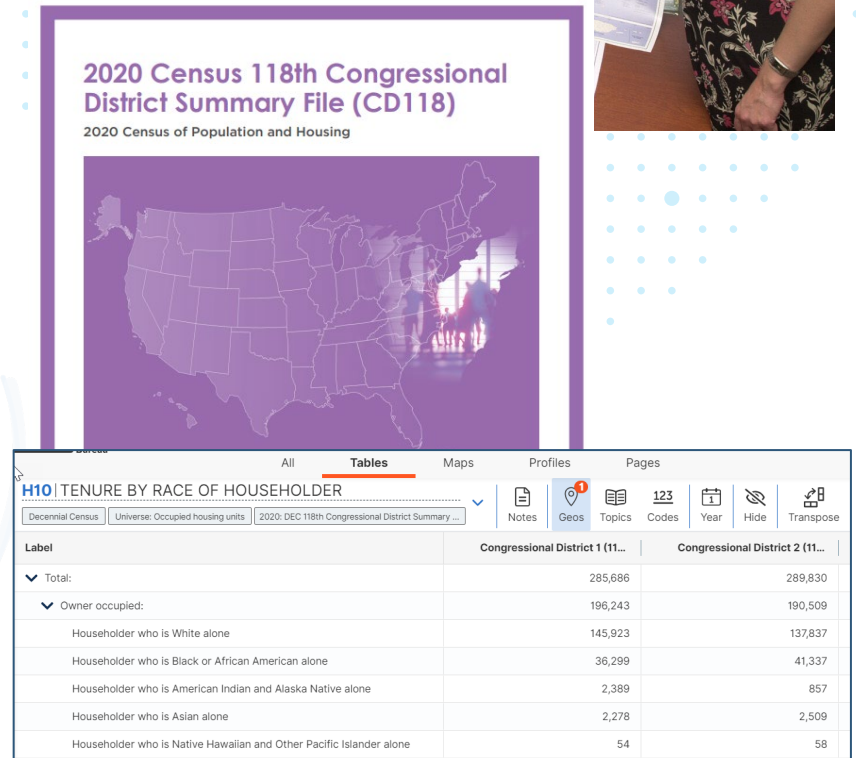 2020 Census 118th Congressional
District Summary File (CD118)
2020 Census of Population and Housing
All Tables Maps Profiles Pages
H10 | TENURE BY RACE OF HOUSEHOLDER
Decennial Census Universe: Occupied housing units 2020: DEC 118th Congressional District Summary ...
Notes Geos 1 Topics 123 Codes 1 Year Hide Transpose
Label Congressional District 1 (11... Congressional District 2 (11...
Total: 285,686 289,830
Owner occupied: 196,243 190,509
Householder who is White alone 145,923 137,837
Householder who is Black or African American alone 36,299 41,337
Householder who is American Indian and Alaska Native alone 2,389 857
Householder who is Asian alone 2,278 2,509
Householder who is Native Hawaiian and Other Pacific Islander alone 54 58